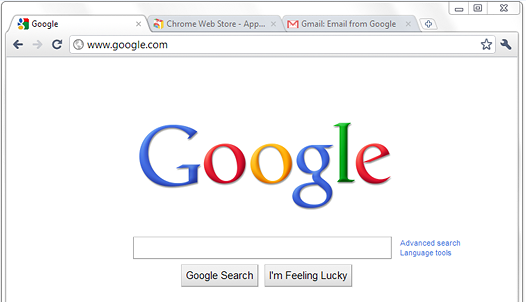 Google
Chrome Web Store - App...
Gmail: Email from Google
www.google.com
Google
Advanced search
Language tools
Google Search
I'm Feeling Lucky